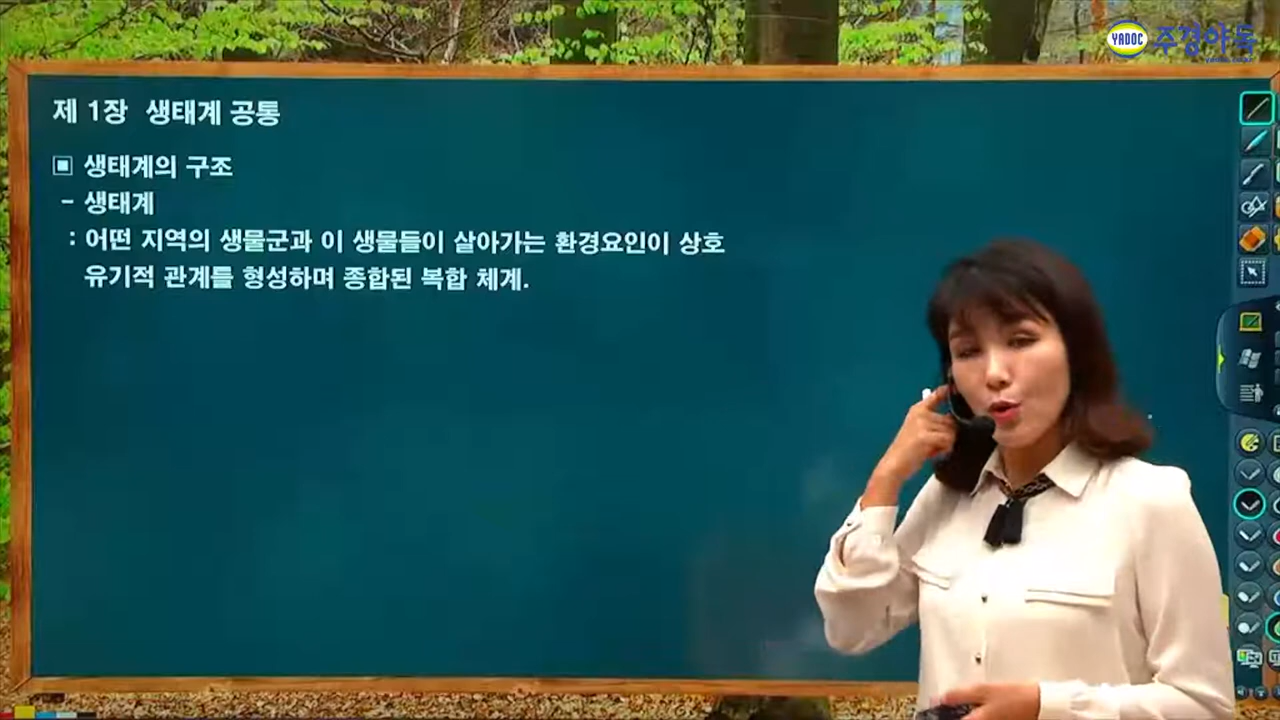 YADOC 주경야독
제 1장 생태계 공통
▣ 생태계의 구조
- 생태계
: 어떤 지역의 생물군과 이 생물들이 살아가는 환경요인이 상호
유기적 관계를 형성하며 종합된 복합 체계.